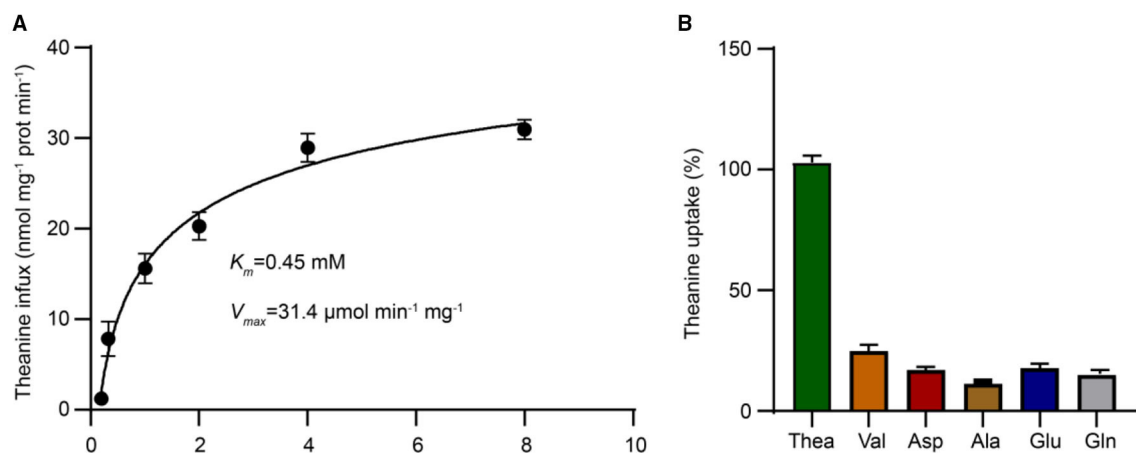 A
Theanine infux (nmol mg⁻¹ prot min⁻¹)
40
30
20
10
0
Kₘ=0.45 mM
Vₘₐₓ=31.4 µmol min⁻¹ mg⁻¹
0 2 4 6 8 10
B
Theanine uptake (%)
150
100
50
0
Thea Val Asp Ala Glu Gln